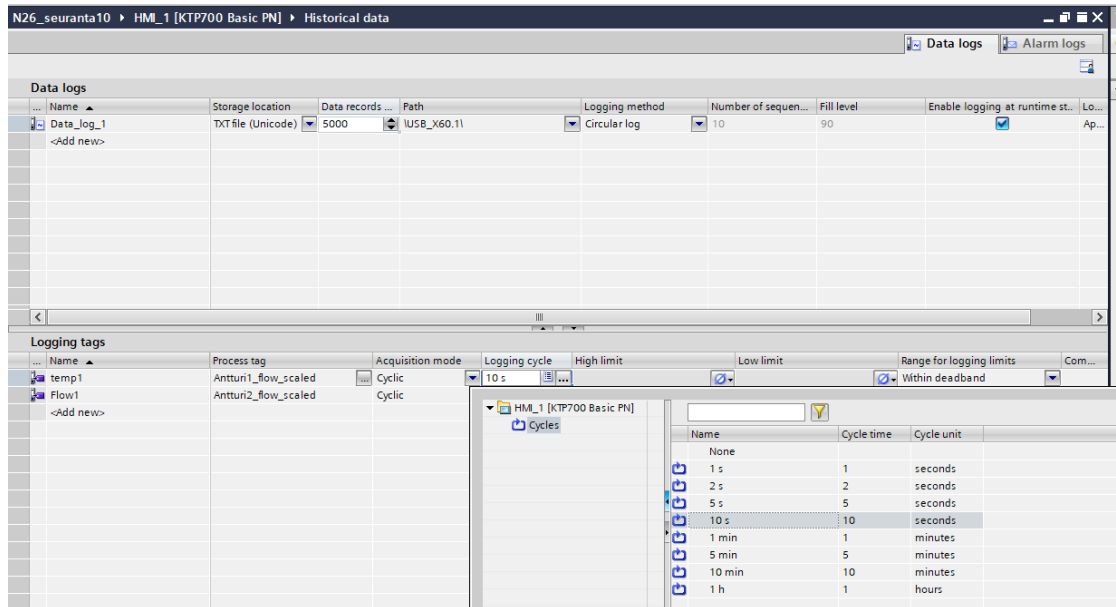 N26_seuranta10 ▸ HMI_1 [KTP700 Basic PN] ▸ Historical data
Data logs Alarm logs
Data logs
... Name Storage location Data records ... Path Logging method Number of sequen... Fill level Enable logging at runtime st.. Lo...
Data_log_1 TXT file (Unicode) 5000 \USB_X60.1\ Circular log 10 90 Ap...
<Add new>
Logging tags
... Name Process tag Acquisition mode Logging cycle High limit Low limit Range for logging limits Com...
temp1 Antturi1_flow_scaled ... Cyclic 10 s ... Within deadband
Flow1 Antturi2_flow_scaled Cyclic
<Add new>
HMI_1 [KTP700 Basic PN]
Cycles
Name Cycle time Cycle unit
None
1 s 1 seconds
2 s 2 seconds
5 s 5 seconds
10 s 10 seconds
1 min 1 minutes
5 min 5 minutes
10 min 10 minutes
1 h 1 hours